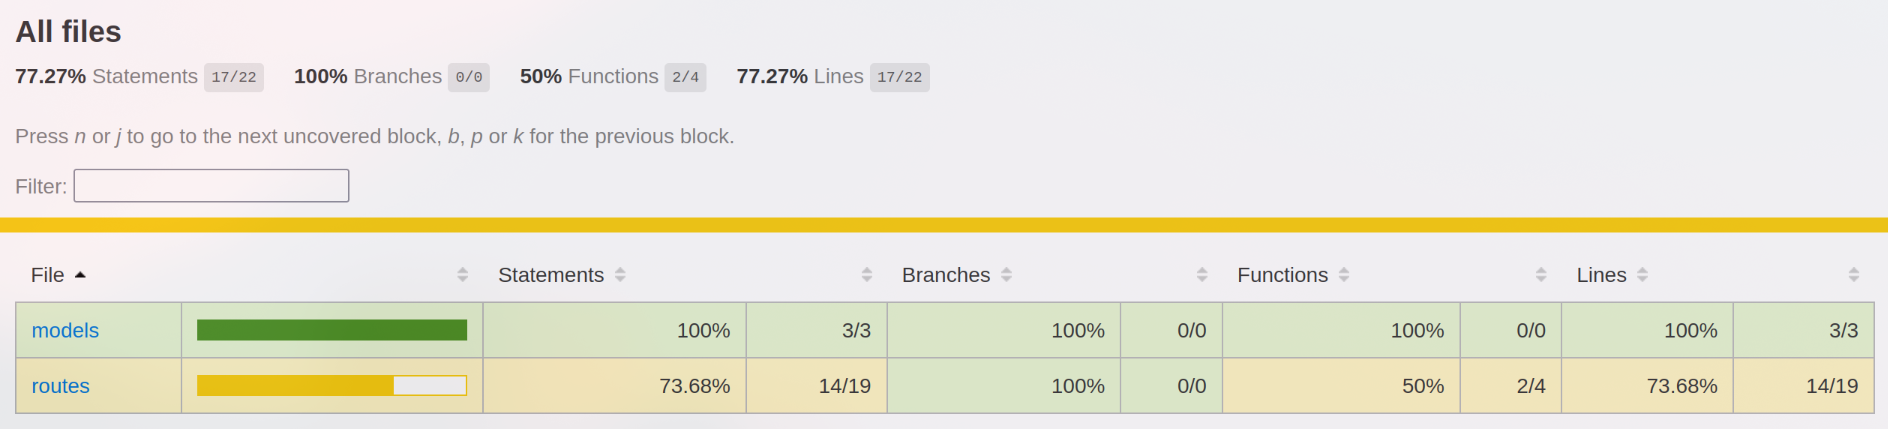 All files
77.27% Statements 17/22 100% Branches 0/0 50% Functions 2/4 77.27% Lines 17/22
Press n or j to go to the next uncovered block, b, p or k for the previous block.
Filter:
File Statements Branches Functions Lines
models 100% 3/3 100% 0/0 100% 0/0 100% 3/3
routes 73.68% 14/19 100% 0/0 50% 2/4 73.68% 14/19